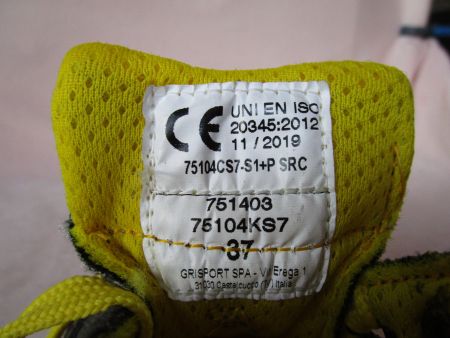 CE UNI EN ISO
20345:2012
11 / 2019
75104CS7-S1+P SRC
751403
75104KS7
37
GRISPORT SPA - Via Erega 1
31030 Castelcucco (TV) Italia